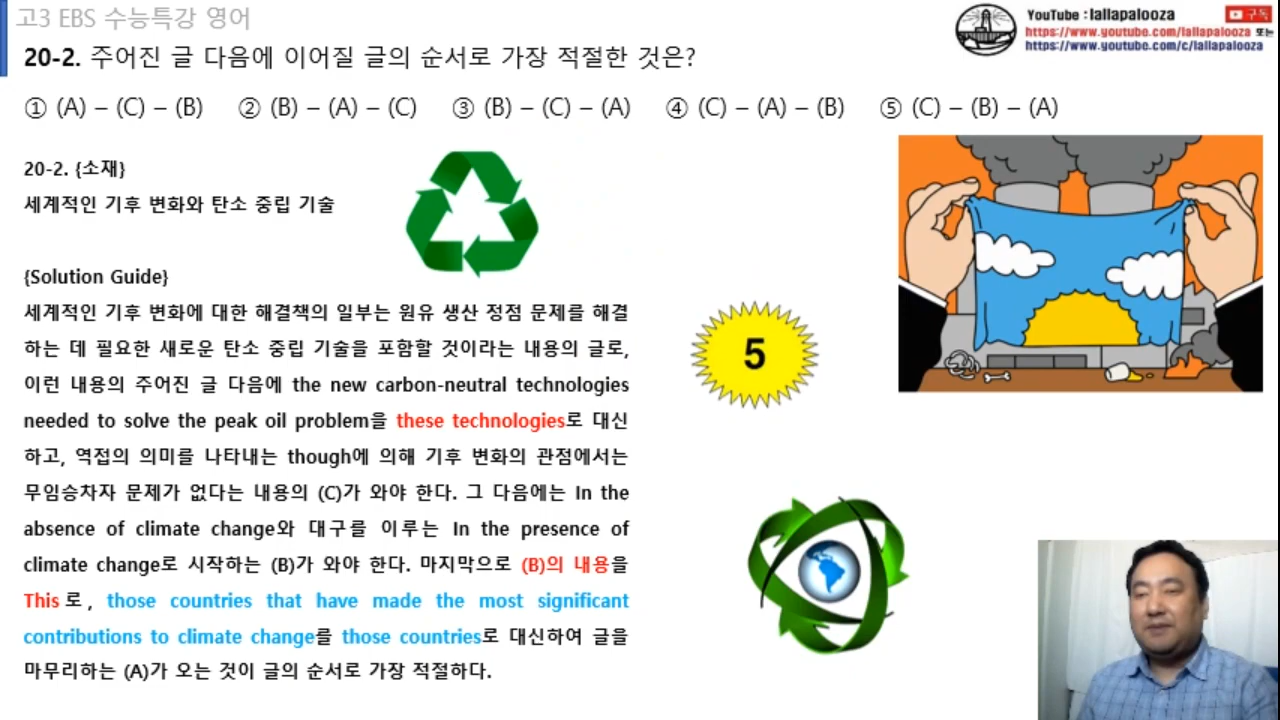 고3 EBS 수능특강 영어
YouTube : lallapalooza
구독
https://www.youtube.com/lallapalooza 또는
https://www.youtube.com/c/lallapalooza
20-2. 주어진 글 다음에 이어질 글의 순서로 가장 적절한 것은?
① (A) – (C) – (B) ② (B) – (A) – (C) ③ (B) – (C) – (A) ④ (C) – (A) – (B) ⑤ (C) – (B) – (A)
20-2. {소재}
세계적인 기후 변화와 탄소 중립 기술
{Solution Guide}
세계적인 기후 변화에 대한 해결책의 일부는 원유 생산 정점 문제를 해결
하는 데 필요한 새로운 탄소 중립 기술을 포함할 것이라는 내용의 글로,
이런 내용의 주어진 글 다음에 the new carbon-neutral technologies
needed to solve the peak oil problem을 these technologies로 대신
하고, 역접의 의미를 나타내는 though에 의해 기후 변화의 관점에서는
무임승차자 문제가 없다는 내용의 (C)가 와야 한다. 그 다음에는 In the
absence of climate change와 대구를 이루는 In the presence of
climate change로 시작하는 (B)가 와야 한다. 마지막으로 (B)의 내용을
This로, those countries that have made the most significant
contributions to climate change를 those countries로 대신하여 글을
마무리하는 (A)가 오는 것이 글의 순서로 가장 적절하다.
5